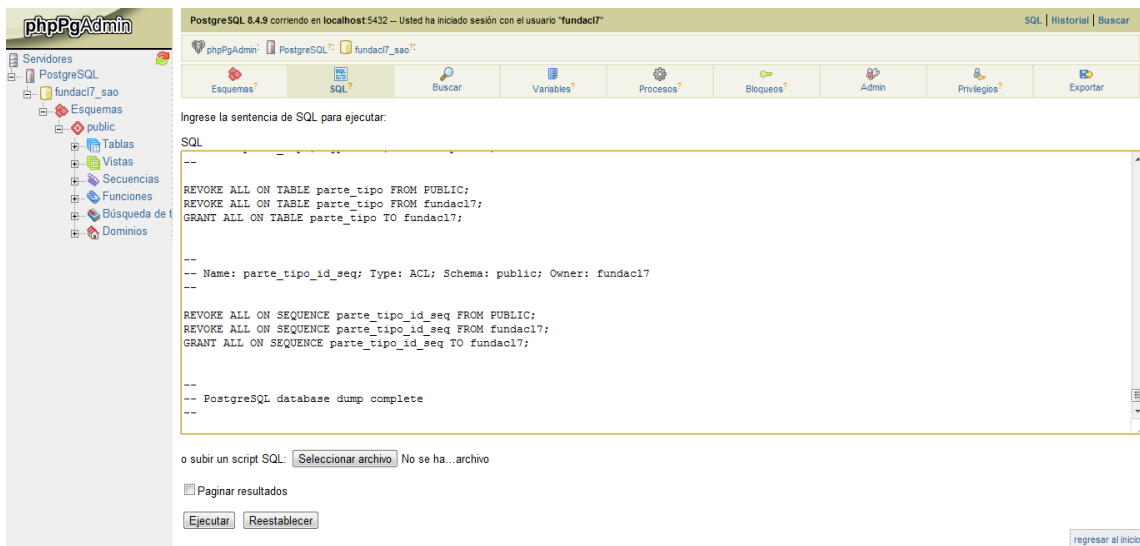 phpPgAdmin
PostgreSQL 8.4.9 corriendo en localhost:5432 -- Usted ha iniciado sesión con el usuario "fundacl7"
SQL | Historial | Buscar
phpPgAdmin: PostgreSQL?: fundacl7_sao?:
Servidores
PostgreSQL
fundacl7_sao
Esquemas
public
Tablas
Vistas
Secuencias
Funciones
Búsqueda de t
Dominios
Esquemas? SQL? Buscar Variables? Procesos? Bloqueos? Admin Privilegios? Exportar
Ingrese la sentencia de SQL para ejecutar:
SQL
--
REVOKE ALL ON TABLE parte_tipo FROM PUBLIC;
REVOKE ALL ON TABLE parte_tipo FROM fundacl7;
GRANT ALL ON TABLE parte_tipo TO fundacl7;
--
-- Name: parte_tipo_id_seq; Type: ACL; Schema: public; Owner: fundacl7
--
REVOKE ALL ON SEQUENCE parte_tipo_id_seq FROM PUBLIC;
REVOKE ALL ON SEQUENCE parte_tipo_id_seq FROM fundacl7;
GRANT ALL ON SEQUENCE parte_tipo_id_seq TO fundacl7;
--
-- PostgreSQL database dump complete
--
o subir un script SQL: Seleccionar archivo No se ha...archivo
Paginar resultados
Ejecutar Reestablecer
regresar al inicio